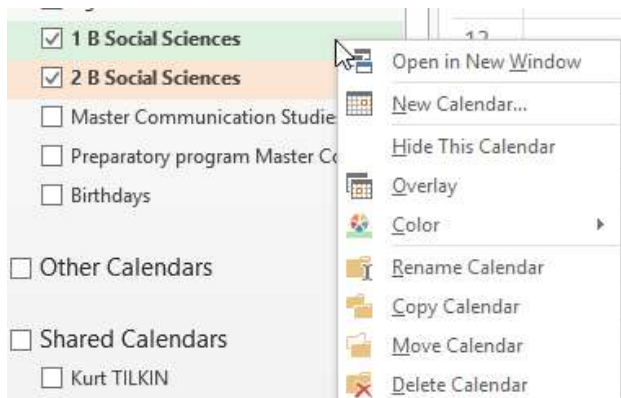 1 B Social Sciences
2 B Social Sciences
Master Communication Studie
Preparatory program Master Co
Birthdays
Other Calendars
Shared Calendars
Kurt TILKIN
12
Open in New Window
New Calendar...
Hide This Calendar
Overlay
Color
Rename Calendar
Copy Calendar
Move Calendar
Delete Calendar